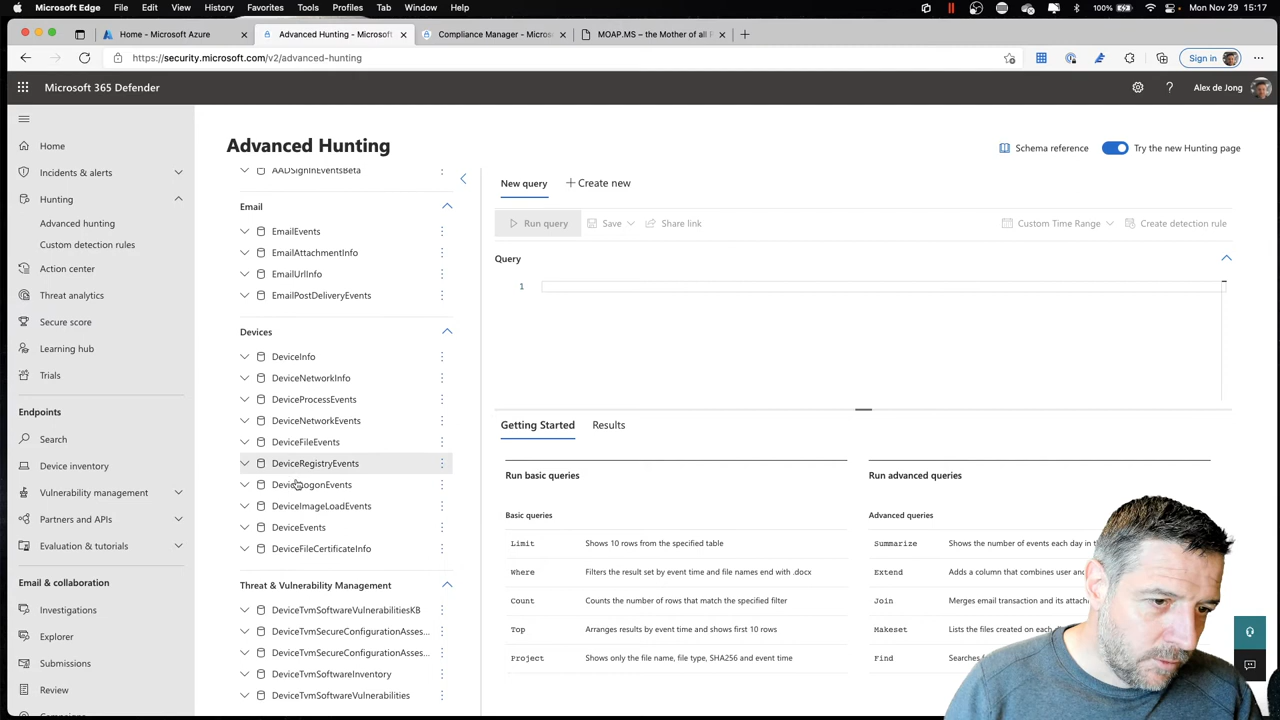 Microsoft Edge File Edit View History Favorites Tools Profiles Tab Window Help 100% Mon Nov 29 15:17
Home - Microsoft Azure
Advanced Hunting - Microsoft
Compliance Manager - Microso
MOAP.MS – the Mother of all P
https://security.microsoft.com/v2/advanced-hunting
Sign in
Microsoft 365 Defender
Alex de Jong
Home
Incidents & alerts
Hunting
Advanced hunting
Custom detection rules
Action center
Threat analytics
Secure score
Learning hub
Trials
Endpoints
Search
Device inventory
Vulnerability management
Partners and APIs
Evaluation & tutorials
Email & collaboration
Investigations
Explorer
Submissions
Review
Advanced Hunting
Schema reference
Try the new Hunting page
AADSignInEventsBeta
Email
EmailEvents
EmailAttachmentInfo
EmailUrlInfo
EmailPostDeliveryEvents
Devices
DeviceInfo
DeviceNetworkInfo
DeviceProcessEvents
DeviceNetworkEvents
DeviceFileEvents
DeviceRegistryEvents
DeviceLogonEvents
DeviceImageLoadEvents
DeviceEvents
DeviceFileCertificateInfo
Threat & Vulnerability Management
DeviceTvmSoftwareVulnerabilitiesKB
DeviceTvmSecureConfigurationAsses...
DeviceTvmSecureConfigurationAsses...
DeviceTvmSoftwareInventory
DeviceTvmSoftwareVulnerabilities
New query
Create new
Run query
Save
Share link
Custom Time Range
Create detection rule
Query
1
Getting Started
Results
Run basic queries
Basic queries
Limit Shows 10 rows from the specified table
Where Filters the result set by event time and file names end with .docx
Count Counts the number of rows that match the specified filter
Top Arranges results by event time and shows first 10 rows
Project Shows only the file name, file type, SHA256 and event time
Run advanced queries
Advanced queries
Summarize Shows the number of events each day in th
Extend Adds a column that combines user and
Join Merges email transaction and its attach
Makeset Lists the files created on each d
Find Searches f